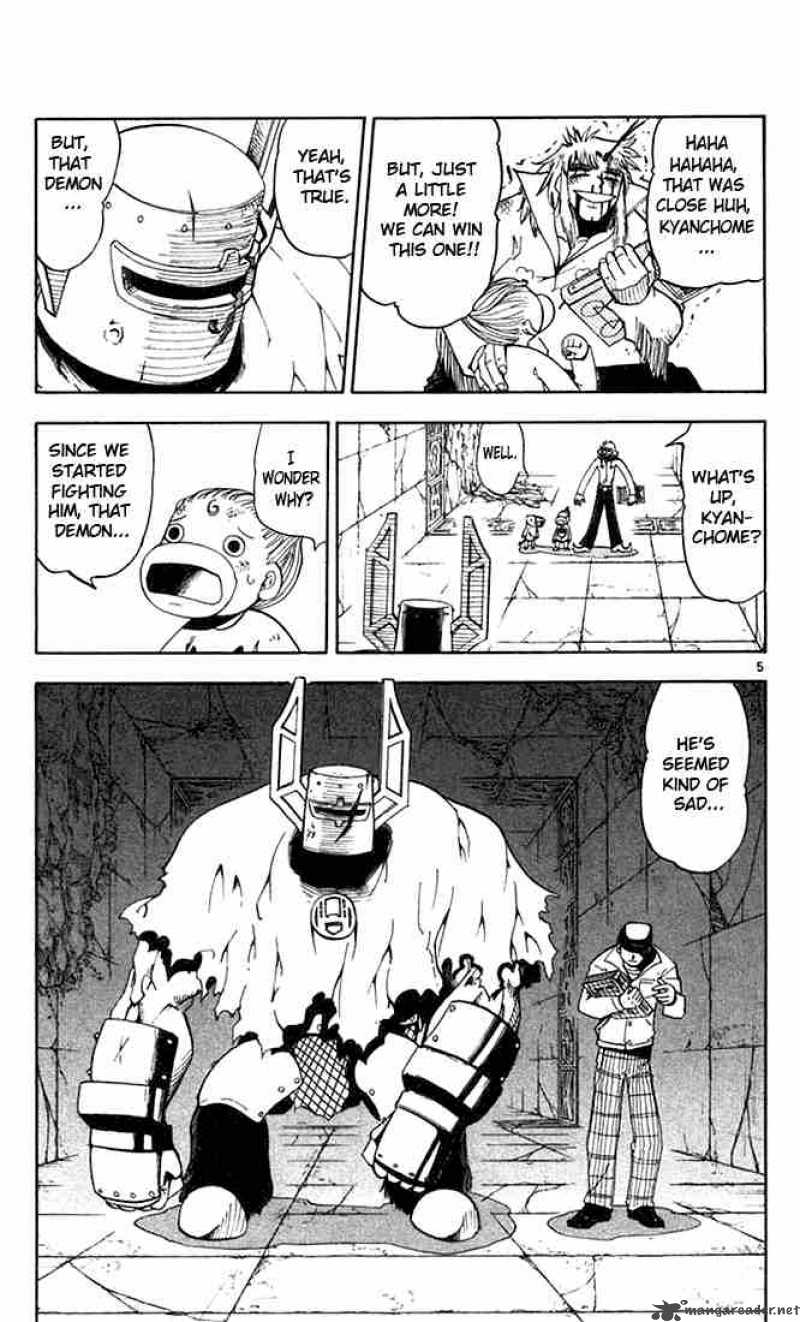 HAHA
HAHAHA,
THAT WAS
CLOSE HUH,
KYANCHOME
...
BUT, JUST
A LITTLE
MORE!
WE CAN WIN
THIS ONE!!
YEAH,
THAT'S
TRUE.
BUT,
THAT
DEMON
...
WHAT'S
UP,
KYAN-
CHOME?
WELL.
I
WONDER
WHY?
SINCE WE
STARTED
FIGHTING
HIM, THAT
DEMON...
5
HE'S
SEEMED
KIND OF
SAD...
mangareader.net